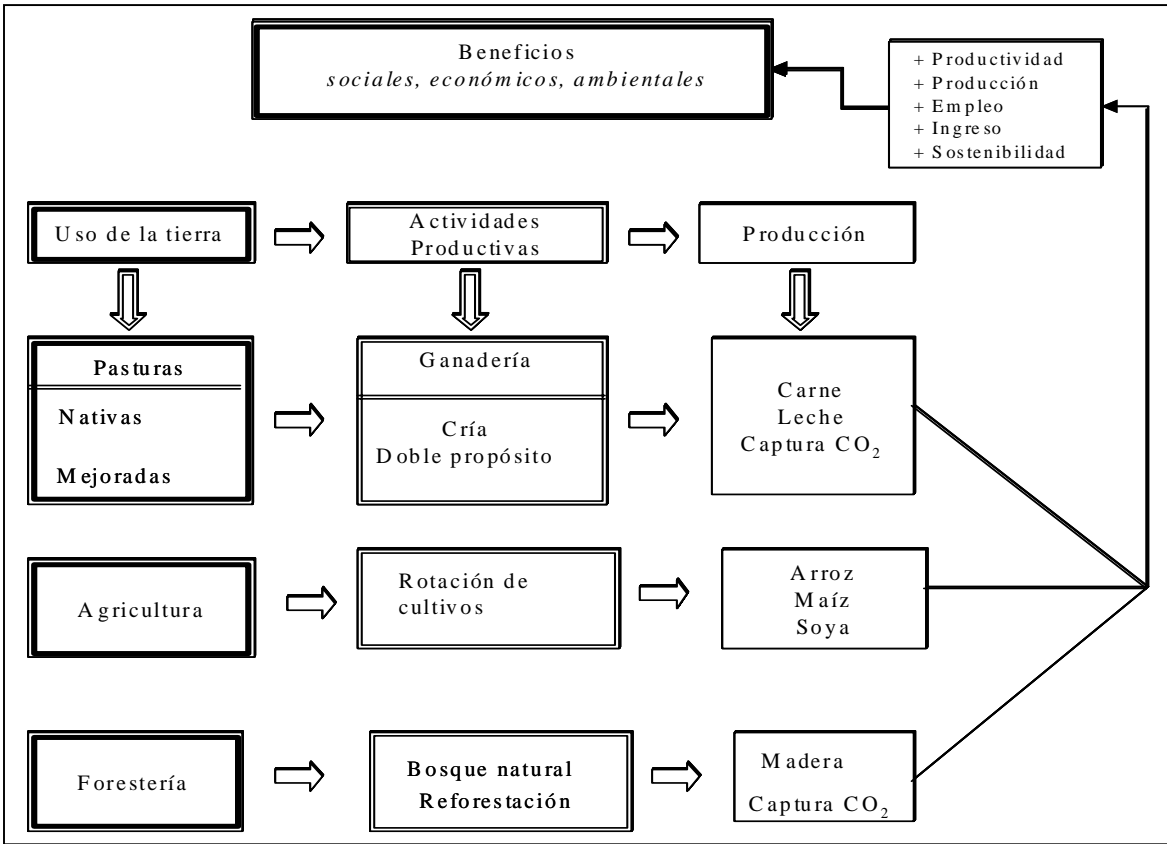 Beneficios
sociales, económicos, ambientales
+ Productividad
+ Producción
+ Empleo
+ Ingreso
+ Sostenibilidad
Uso de la tierra
Actividades
Productivas
Producción
Pasturas
Nativas
Mejoradas
Ganadería
Cría
Doble propósito
Carne
Leche
Captura CO₂
Agricultura
Rotación de
cultivos
Arroz
Maíz
Soya
Forestería
Bosque natural
Reforestación
Madera
Captura CO₂